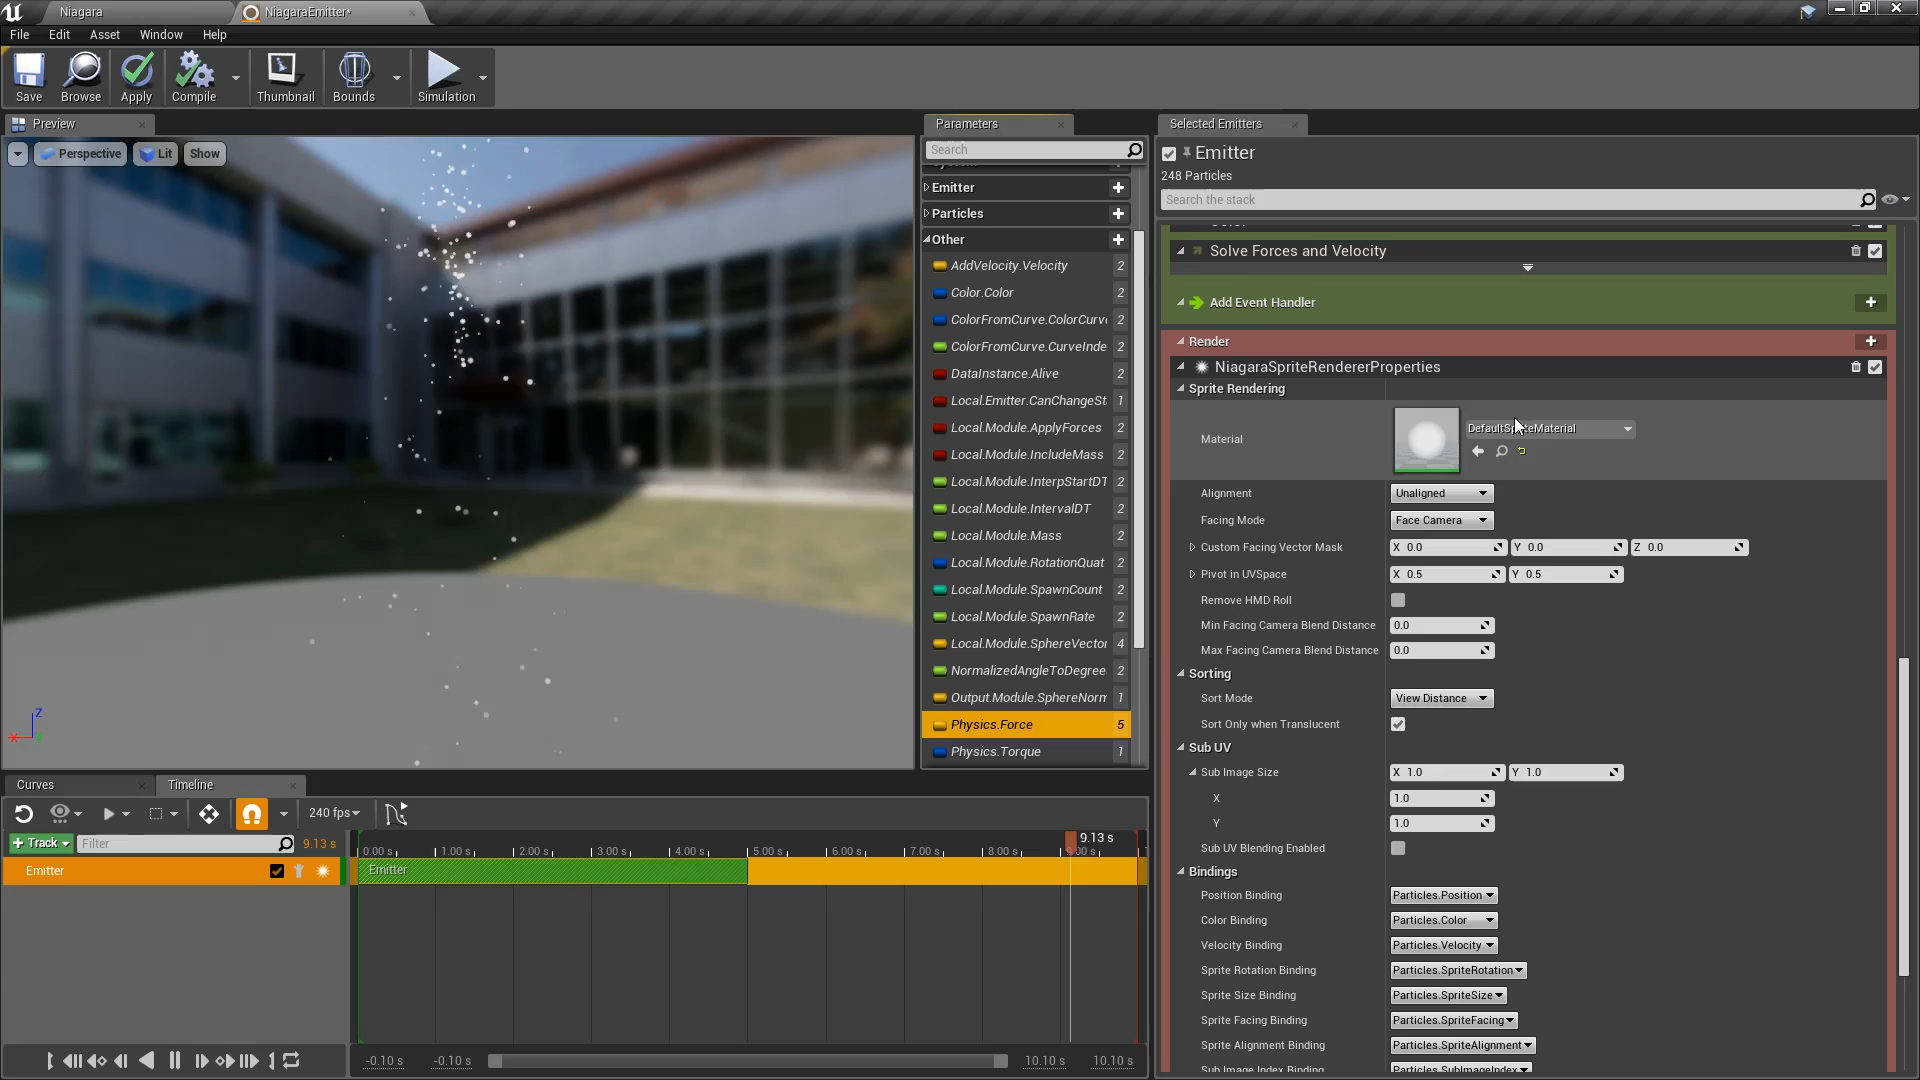 Niagara
NiagaraEmitter*
File Edit Asset Window Help
Save Browse Apply Compile Thumbnail Bounds Simulation
Preview
Perspective Lit Show
Z
X
Parameters
Search
Emitter
Particles
Other
AddVelocity.Velocity 2
Color.Color 2
ColorFromCurve.ColorCurve 2
ColorFromCurve.CurveInde 2
DataInstance.Alive 2
Local.Emitter.CanChangeSt 1
Local.Module.ApplyForces 2
Local.Module.IncludeMass 2
Local.Module.InterpStartDT 2
Local.Module.IntervalDT 2
Local.Module.Mass 2
Local.Module.RotationQuat 2
Local.Module.SpawnCount 2
Local.Module.SpawnRate 2
Local.Module.SphereVector 4
NormalizedAngleToDegree 2
Output.Module.SphereNorm 1
Physics.Force 5
Physics.Torque 1
Selected Emitters
Emitter
248 Particles
Search the stack
Solve Forces and Velocity
Add Event Handler
Render
NiagaraSpriteRendererProperties
Sprite Rendering
Material DefaultSpriteMaterial
Alignment Unaligned
Facing Mode Face Camera
Custom Facing Vector Mask X 0.0 Y 0.0 Z 0.0
Pivot in UVSpace X 0.5 Y 0.5
Remove HMD Roll
Min Facing Camera Blend Distance 0.0
Max Facing Camera Blend Distance 0.0
Sorting
Sort Mode View Distance
Sort Only when Translucent
Sub UV
Sub Image Size X 1.0 Y 1.0
X 1.0
Y 1.0
Sub UV Blending Enabled
Bindings
Position Binding Particles.Position
Color Binding Particles.Color
Velocity Binding Particles.Velocity
Sprite Rotation Binding Particles.SpriteRotation
Sprite Size Binding Particles.SpriteSize
Sprite Facing Binding Particles.SpriteFacing
Sprite Alignment Binding Particles.SpriteAlignment
Sub Image Index Binding Particles.SubImageIndex
Curves Timeline
240 fps
Track Filter 9.13 s
9.13 s
0.00 s 1.00 s 2.00 s 3.00 s 4.00 s 5.00 s 6.00 s 7.00 s 8.00 s 9.00 s
Emitter
Emitter
-0.10 s -0.10 s 10.10 s 10.10 s